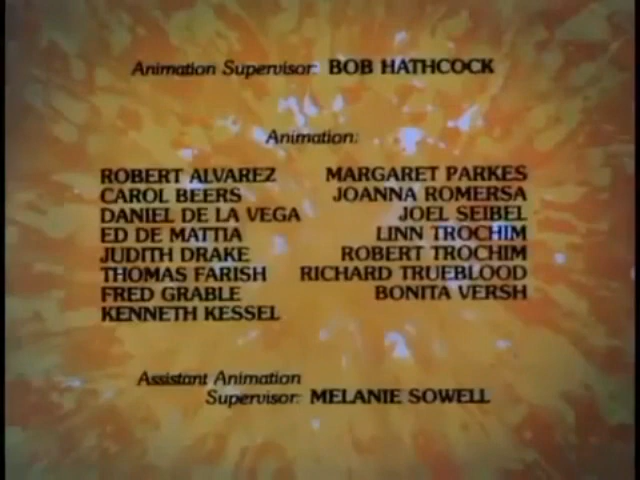 Animation Supervisor: BOB HATHCOCK
Animation:
ROBERT ALVAREZ
CAROL BEERS
DANIEL DE LA VEGA
ED DE MATTIA
JUDITH DRAKE
THOMAS FARISH
FRED GRABLE
KENNETH KESSEL
MARGARET PARKES
JOANNA ROMERSA
JOEL SEIBEL
LINN TROCHIM
ROBERT TROCHIM
RICHARD TRUEBLOOD
BONITA VERSH
Assistant Animation
Supervisor: MELANIE SOWELL